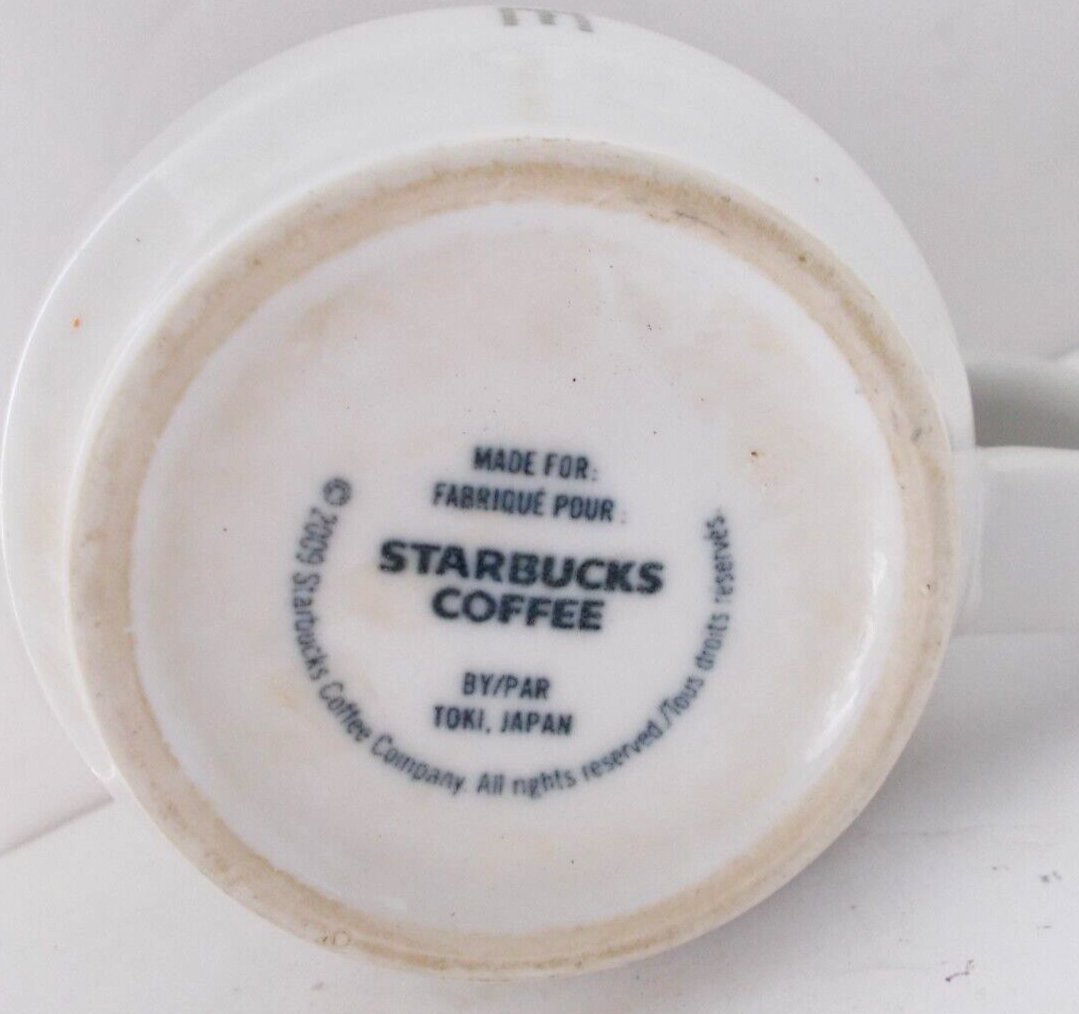 MADE FOR:
FABRIQUÉ POUR :
STARBUCKS
COFFEE
BY/PAR
TOKI, JAPAN
© 2009 Starbucks Coffee Company. All rights reserved./Tous droits reservés.